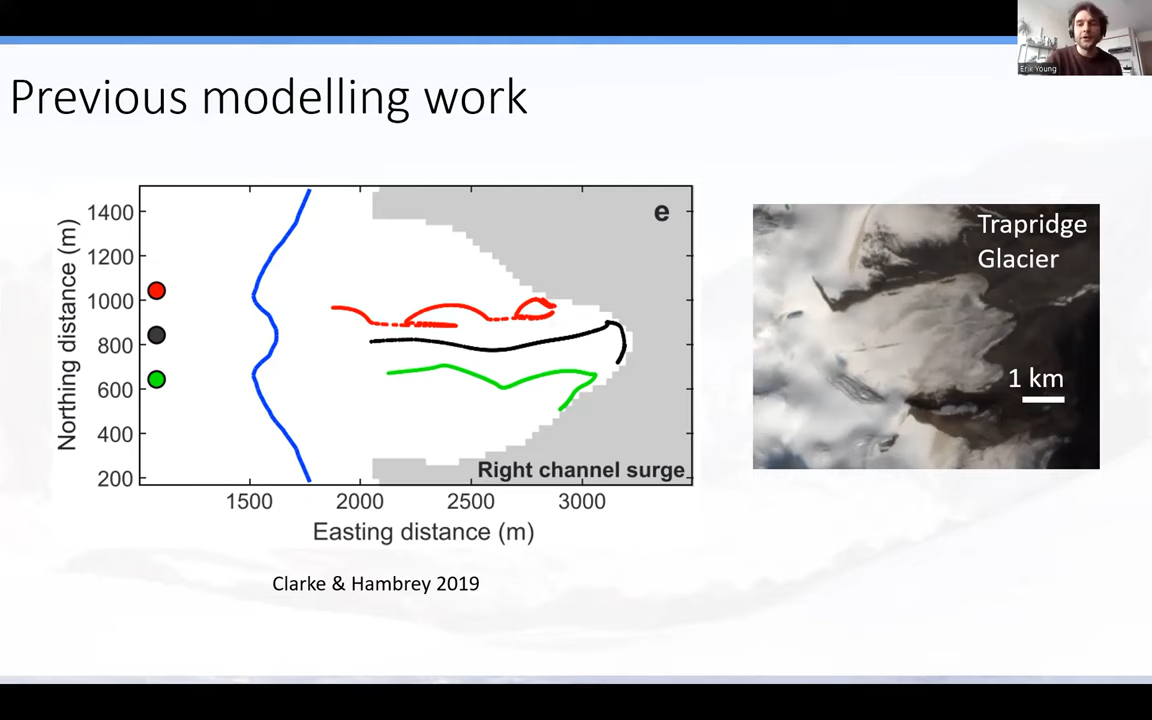 Erik Young
Previous modelling work
e
1400
1200
1000
800
600
400
200
Northing distance (m)
Right channel surge
1500
2000
2500
3000
Easting distance (m)
Clarke & Hambrey 2019
Trapridge
Glacier
1 km